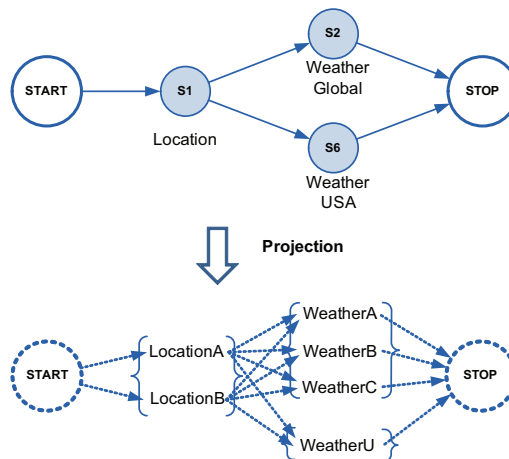 S2
Weather
Global
START
S1
STOP
Location
S6
Weather
USA
Projection
WeatherA
LocationA
WeatherB
START
STOP
LocationB
WeatherC
WeatherU